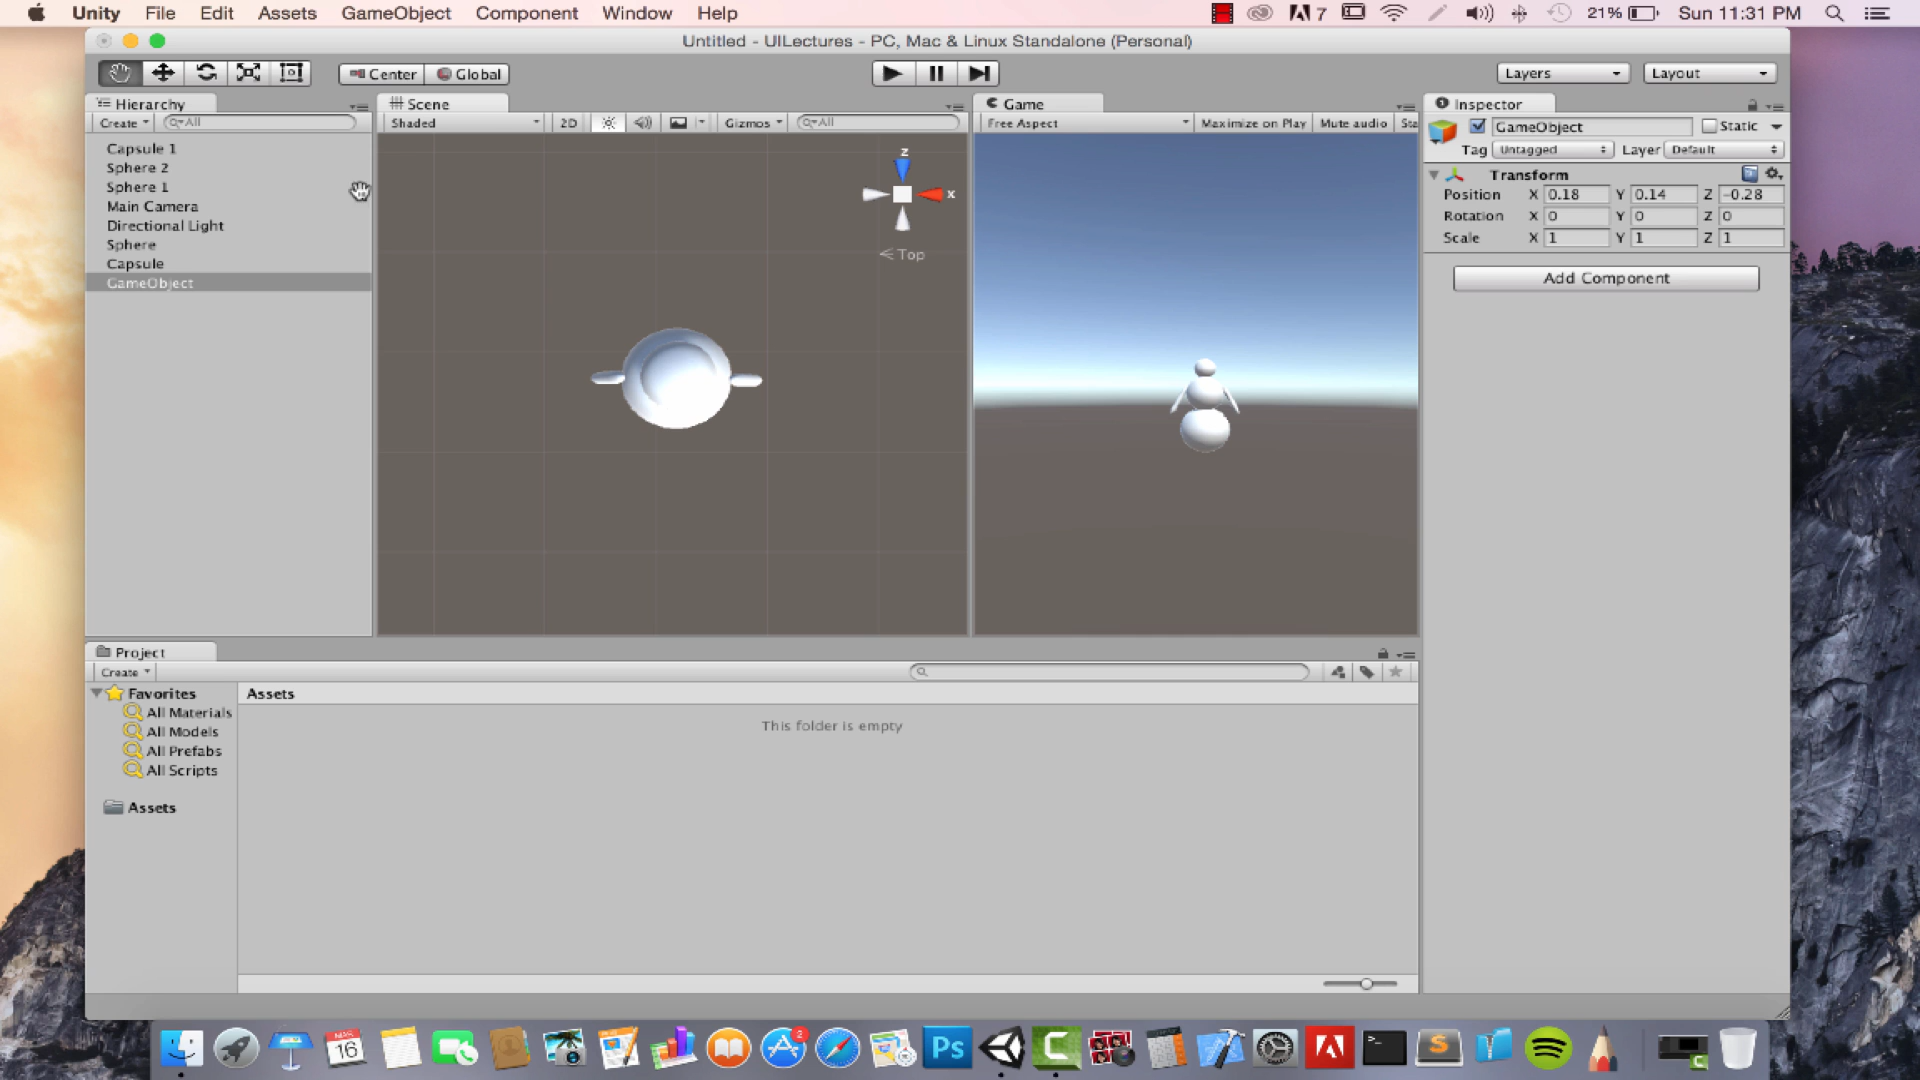 Unity File Edit Assets GameObject Component Window Help 7 21% Sun 11:31 PM
Untitled - UILectures - PC, Mac & Linux Standalone (Personal)
Center Global Layers Layout
Hierarchy
Create All
Capsule 1
Sphere 2
Sphere 1
Main Camera
Directional Light
Sphere
Capsule
GameObject
Scene
Shaded 2D Gizmos All
z
x
Top
Game
Free Aspect Maximize on Play Mute audio Sta
Inspector
GameObject Static
Tag Untagged Layer Default
Transform
Position X 0.18 Y 0.14 Z -0.28
Rotation X 0 Y 0 Z 0
Scale X 1 Y 1 Z 1
Add Component
Project
Create
Favorites
All Materials
All Models
All Prefabs
All Scripts
Assets
Assets
This folder is empty
16
2
Ps
C
S